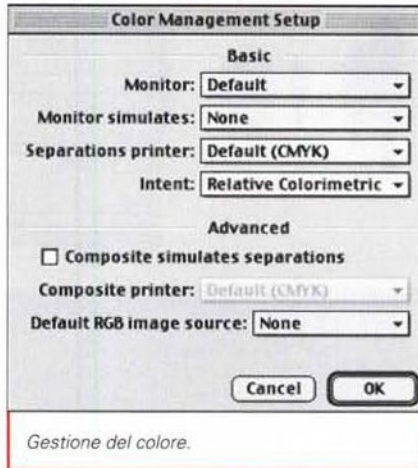 Color Management Setup
Basic
Monitor: Default
Monitor simulates: None
Separations printer: Default (CMYK)
Intent: Relative Colorimetric
Advanced
Composite simulates separations
Composite printer: Default (CMYK)
Default RGB image source: None
Cancel OK
Gestione del colore.